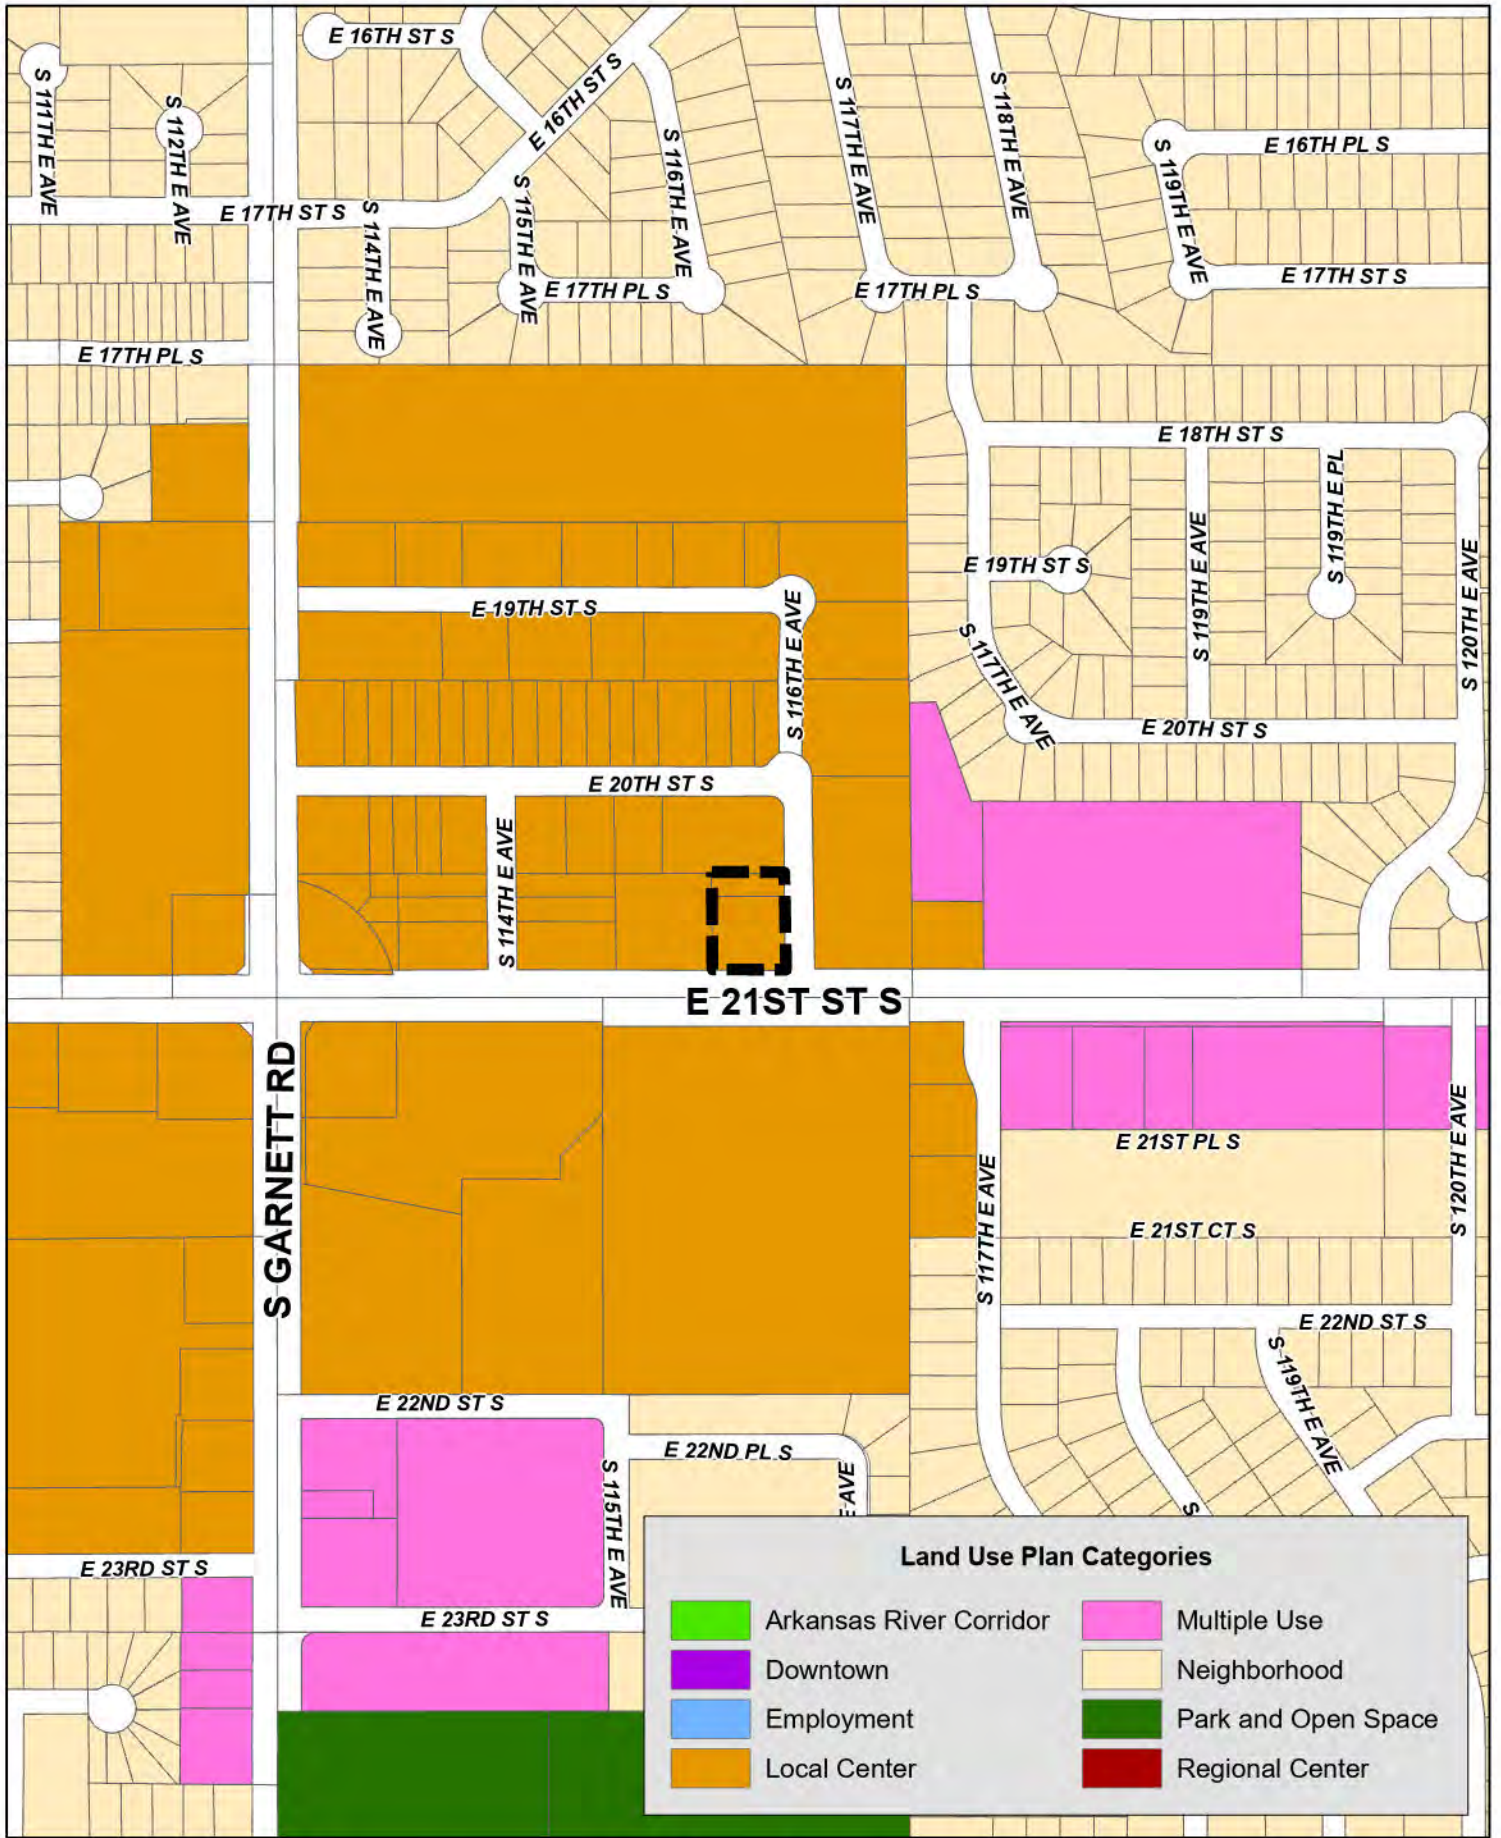 E 16TH ST S
S 111TH E AVE
S 112TH E AVE
E 16TH ST S
S 116TH E AVE
S 117TH E AVE
S 118TH E AVE
S 119TH E AVE
E 16TH PL S
E 17TH ST S
S 114TH E AVE
S 115TH E AVE
E 17TH PL S
E 17TH PL S
E 17TH ST S
E 17TH PL S
E 18TH ST S
S 119TH E AVE
S 119TH E PL
S 120TH E AVE
E 19TH ST S
E 19TH ST S
S 116TH E AVE
S 117TH E AVE
E 20TH ST S
E 20TH ST S
S 114TH E AVE
E 21ST ST S
S GARNETT RD
S 117TH E AVE
E 21ST PL S
S 120TH E AVE
E 21ST CT S
E 22ND ST S
S 119TH E AVE
E 22ND ST S
E 22ND PL S
S 115TH E AVE
E AVE
S
E 23RD ST S
E 23RD ST S
Land Use Plan Categories
Arkansas River Corridor
Downtown
Employment
Local Center
Multiple Use
Neighborhood
Park and Open Space
Regional Center